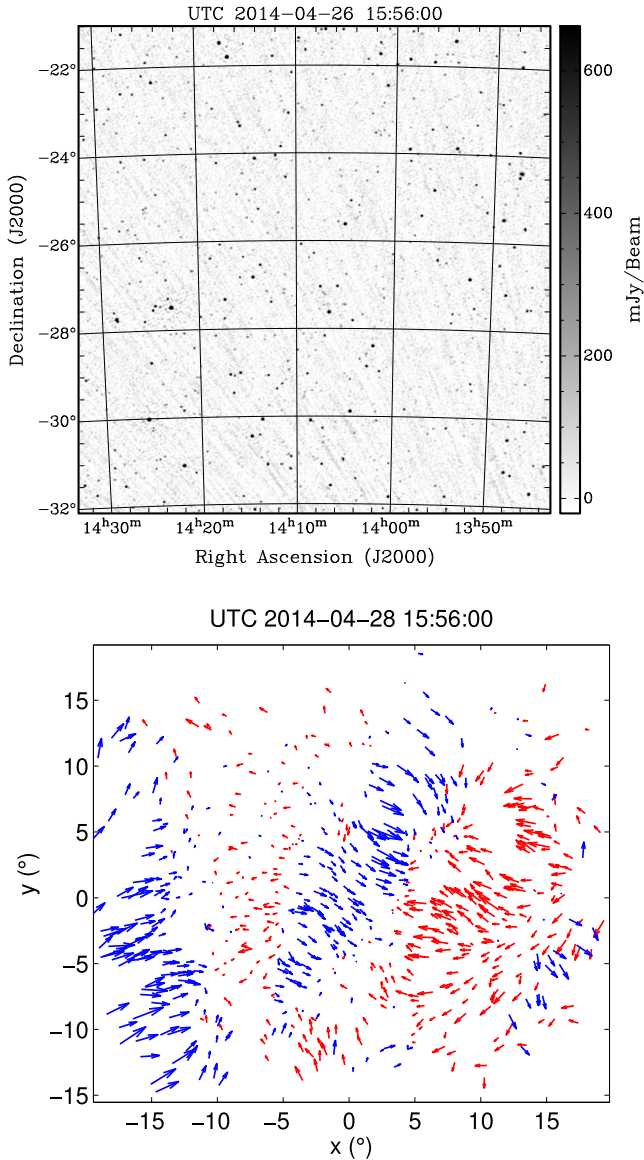 UTC 2014-04-26 15:56:00
600
400
200
0
mJy/Beam
−22°
−24°
−26°
−28°
−30°
−32°
Declination (J2000)
14ʰ30ᵐ 14ʰ20ᵐ 14ʰ10ᵐ 14ʰ00ᵐ 13ʰ50ᵐ
Right Ascension (J2000)
UTC 2014−04−28 15:56:00
15
10
5
0
−5
−10
−15
y (°)
−15 −10 −5 0 5 10 15
x (°)